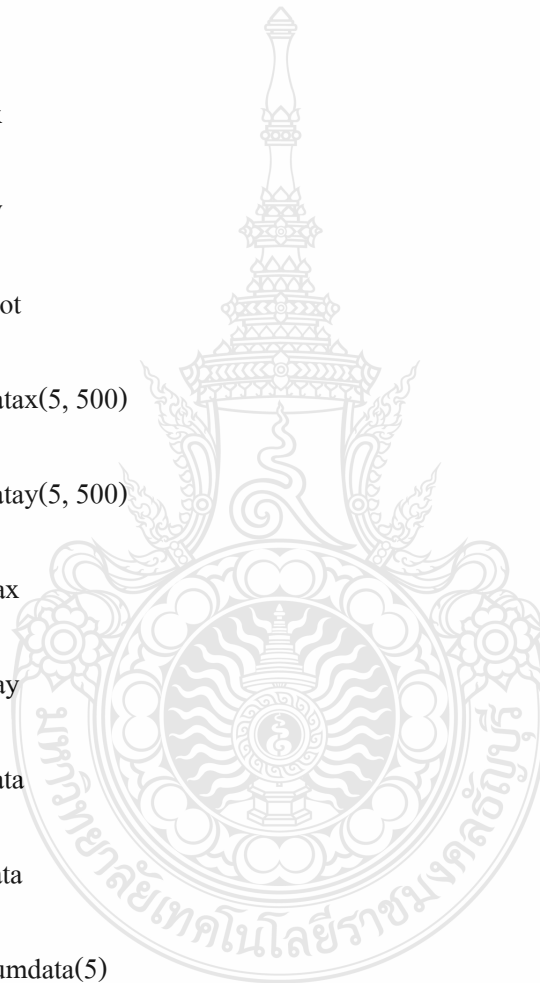 ot
atax(5, 500)
atay(5, 500)
ax
ay
ata
ata
umdata(5)
มหาวิทยาลัยเทคโนโลยีราชมงคลธัญบุรี